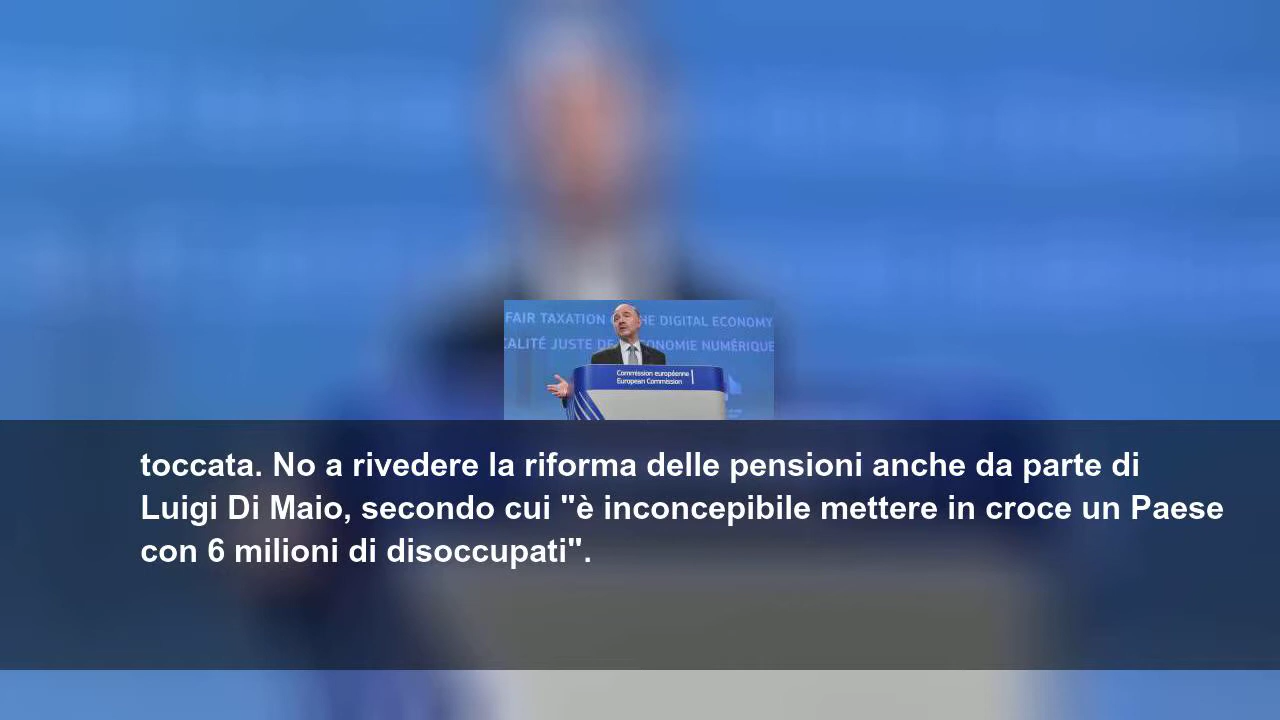 FAIR TAXATION THE DIGITAL ECONOMY
JUSTE DE NUMÉRIQUE
Commission européenne
European Commission
toccata. No a rivedere la riforma delle pensioni anche da parte di
Luigi Di Maio, secondo cui "è inconcepibile mettere in croce un Paese
con 6 milioni di disoccupati".